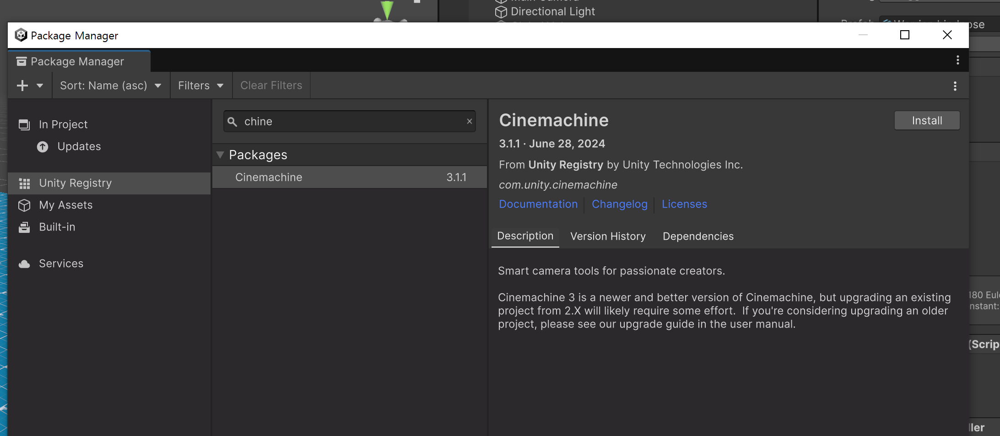 Directional Light
Package Manager
Package Manager
Sort: Name (asc)
Filters
Clear Filters
In Project
Updates
Unity Registry
My Assets
Built-in
Services
chine
Packages
Cinemachine 3.1.1
Cinemachine
Install
3.1.1 · June 28, 2024
From Unity Registry by Unity Technologies Inc.
com.unity.cinemachine
Documentation
Changelog
Licenses
Description
Version History
Dependencies
Smart camera tools for passionate creators.
Cinemachine 3 is a newer and better version of Cinemachine, but upgrading an existing
project from 2.X will likely require some effort.  If you're considering upgrading an older
project, please see our upgrade guide in the user manual.
180 Eule
nstant:
(Scrip
ller